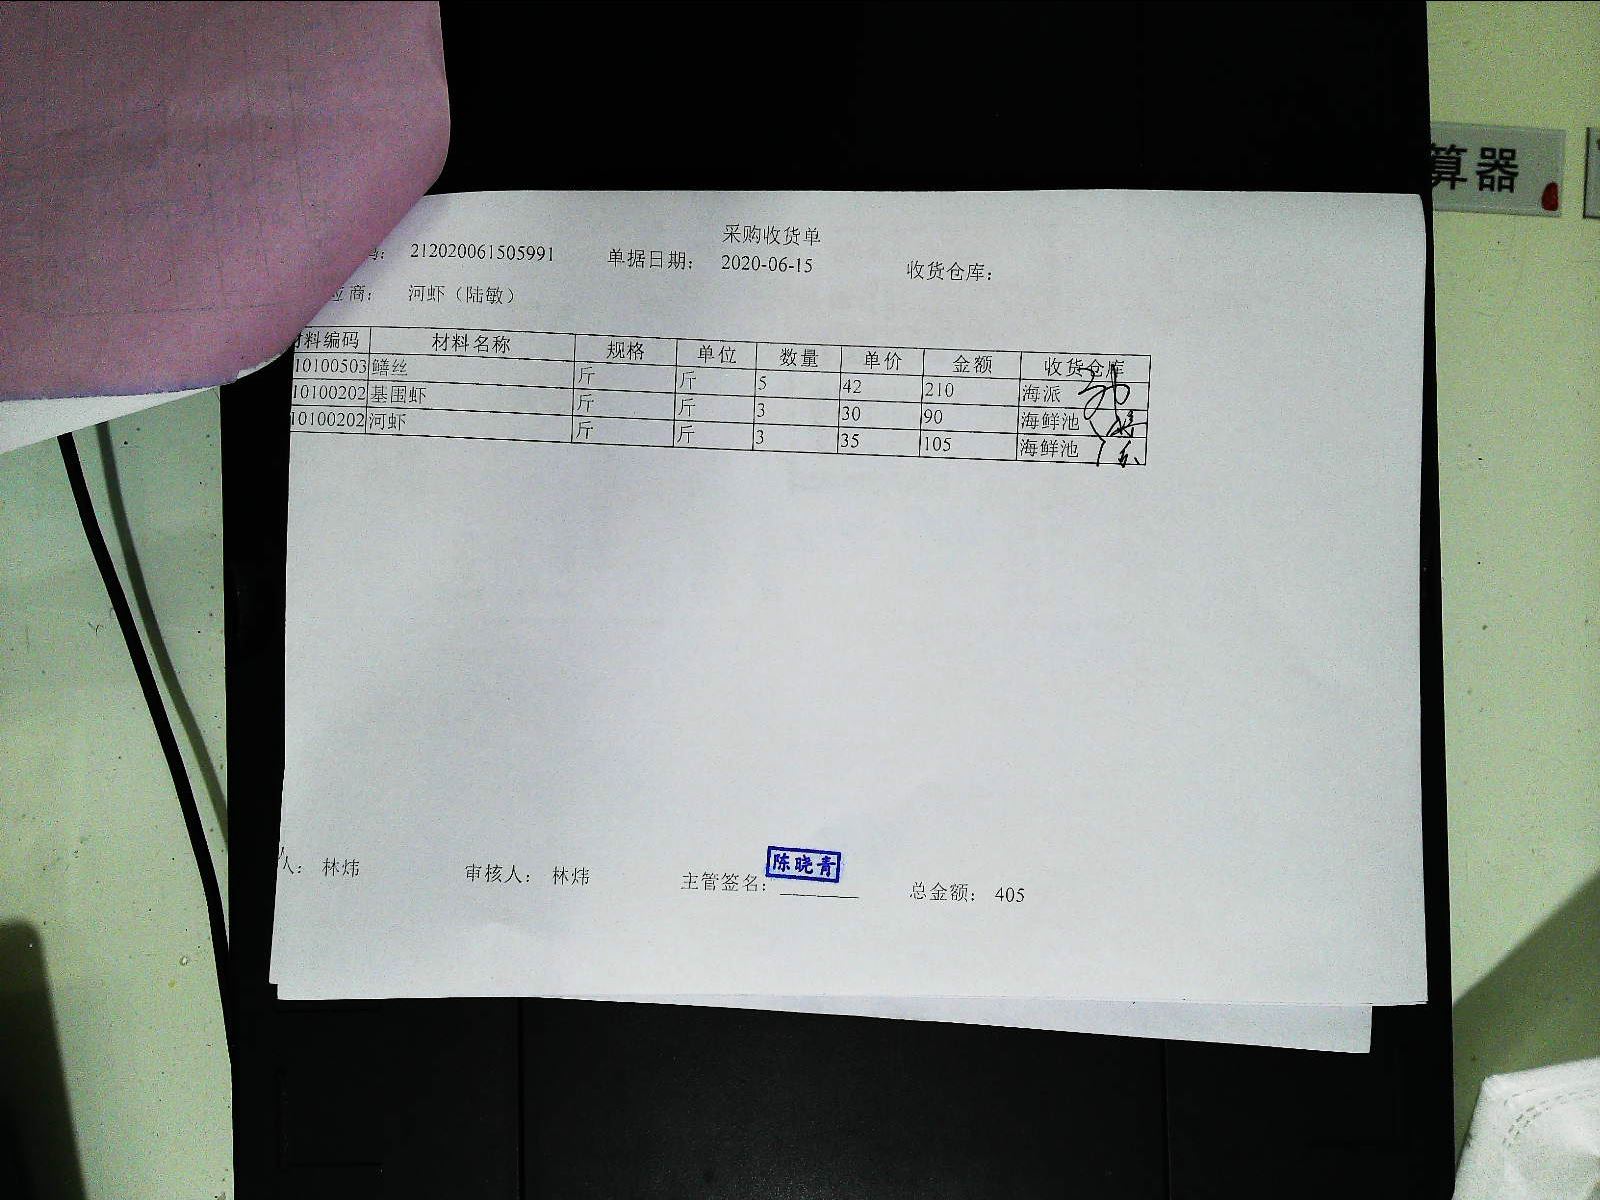 算器
采购收货单
212020061505991 单据日期： 2020-06-15 收货仓库：
应商： 河虾（陆敏）
材料编码 材料名称 规格 单位 数量 单价 金额 收货仓库
10100503 鳝丝 斤 斤 5 42 210 海派
10100202 基围虾 斤 斤 3 30 90 海鲜池
10100202 河虾 斤 斤 3 35 105 海鲜池
人： 林炜 审核人： 林炜 主管签名： 陈晓青 总金额： 405